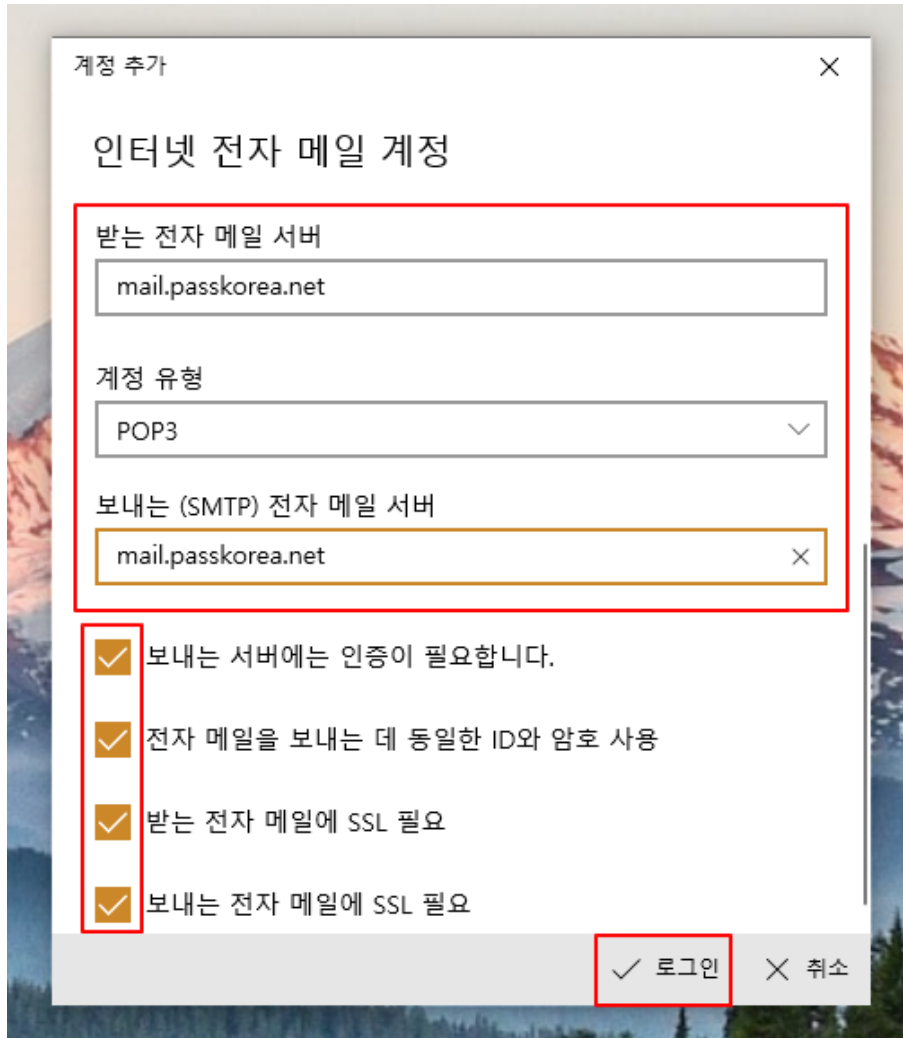 계정 추가
인터넷 전자 메일 계정
받는 전자 메일 서버
mail.passkorea.net
계정 유형
POP3
보내는 (SMTP) 전자 메일 서버
mail.passkorea.net
보내는 서버에는 인증이 필요합니다.
전자 메일을 보내는 데 동일한 ID와 암호 사용
받는 전자 메일에 SSL 필요
보내는 전자 메일에 SSL 필요
로그인 취소